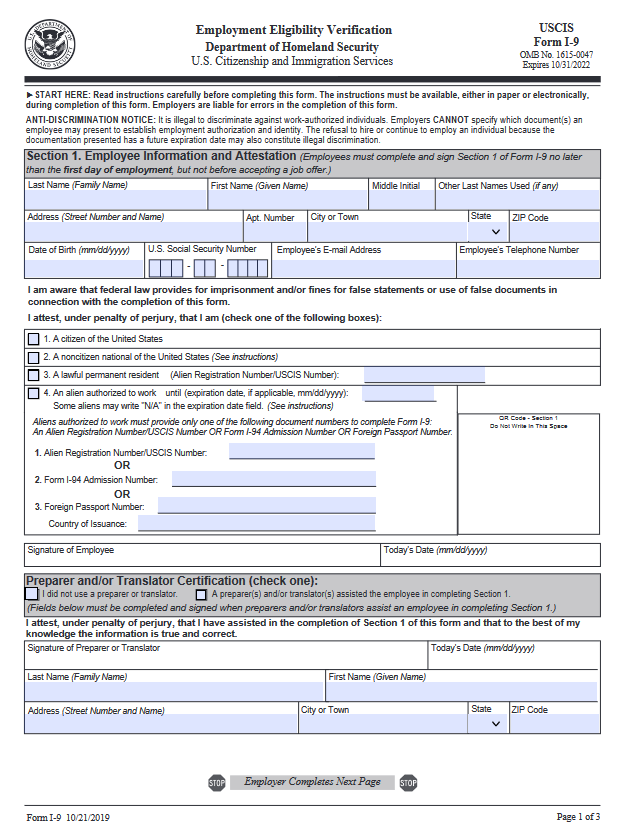 Employment Eligibility Verification
Department of Homeland Security
U.S. Citizenship and Immigration Services
USCIS
Form I-9
OMB No. 1615-0047
Expires 10/31/2022
►START HERE: Read instructions carefully before completing this form. The instructions must be available, either in paper or electronically,
during completion of this form. Employers are liable for errors in the completion of this form.
ANTI-DISCRIMINATION NOTICE: It is illegal to discriminate against work-authorized individuals. Employers CANNOT specify which document(s) an
employee may present to establish employment authorization and identity. The refusal to hire or continue to employ an individual because the
documentation presented has a future expiration date may also constitute illegal discrimination.
Section 1. Employee Information and Attestation (Employees must complete and sign Section 1 of Form I-9 no later
than the first day of employment, but not before accepting a job offer.)
Last Name (Family Name) First Name (Given Name) Middle Initial Other Last Names Used (if any)
Address (Street Number and Name) Apt. Number City or Town State ZIP Code
Date of Birth (mm/dd/yyyy) U.S. Social Security Number Employee's E-mail Address Employee's Telephone Number
- -
I am aware that federal law provides for imprisonment and/or fines for false statements or use of false documents in
connection with the completion of this form.
I attest, under penalty of perjury, that I am (check one of the following boxes):
1. A citizen of the United States
2. A noncitizen national of the United States (See instructions)
3. A lawful permanent resident (Alien Registration Number/USCIS Number):
4. An alien authorized to work until (expiration date, if applicable, mm/dd/yyyy):
Some aliens may write "N/A" in the expiration date field. (See instructions)
Aliens authorized to work must provide only one of the following document numbers to complete Form I-9:
An Alien Registration Number/USCIS Number OR Form I-94 Admission Number OR Foreign Passport Number.
1. Alien Registration Number/USCIS Number:
OR
2. Form I-94 Admission Number:
OR
3. Foreign Passport Number:
Country of Issuance:
QR Code - Section 1
Do Not Write In This Space
Signature of Employee Today's Date (mm/dd/yyyy)
Preparer and/or Translator Certification (check one):
I did not use a preparer or translator. A preparer(s) and/or translator(s) assisted the employee in completing Section 1.
(Fields below must be completed and signed when preparers and/or translators assist an employee in completing Section 1.)
I attest, under penalty of perjury, that I have assisted in the completion of Section 1 of this form and that to the best of my
knowledge the information is true and correct.
Signature of Preparer or Translator Today's Date (mm/dd/yyyy)
Last Name (Family Name) First Name (Given Name)
Address (Street Number and Name) City or Town State ZIP Code
STOP Employer Completes Next Page STOP
Form I-9 10/21/2019 Page 1 of 3